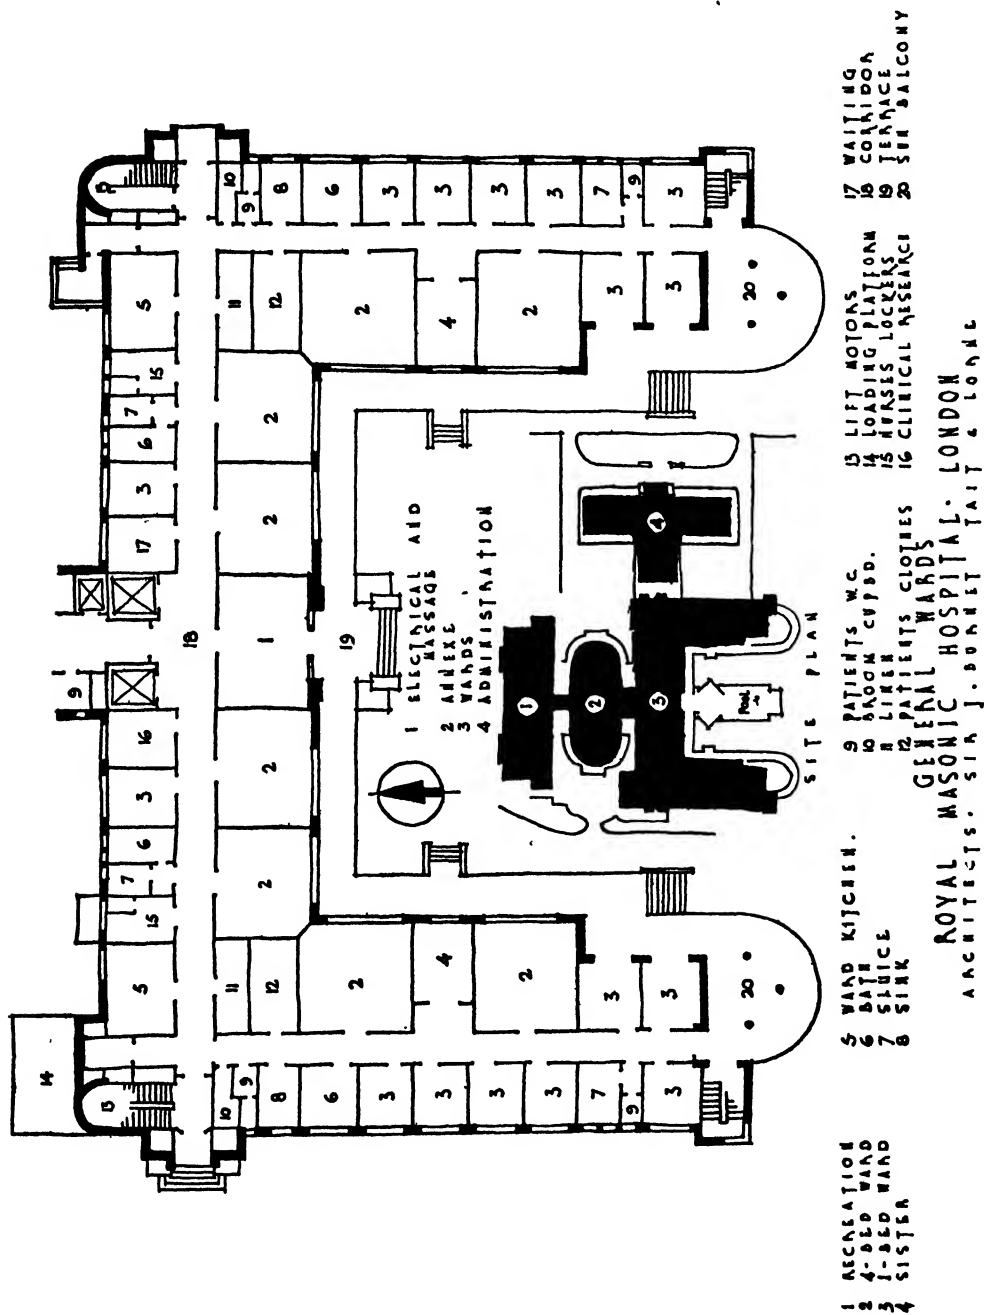 1 ELECTRICAL AND
MASSAGE
2 ANNEXE
3 WARDS
4 ADMINISTRATION
SITE PLAN
POOL
1 RECREATION
2 4-BED WARD
3 1-BED WARD
4 SISTER
5 WARD KITCHEN.
6 BATH
7 SLUICE
8 SINK
9 PATIENTS W.C.
10 BROOM CUPBD.
11 LINEN
12 PATIENTS CLOTHES
13 LIFT MOTORS
14 LOADING PLATFORM
15 NURSES LOCKERS
16 CLINICAL RESEARCH
17 WAITING
18 CORRIDOR
19 TERRACE
20 SUN BALCONY
GENERAL WARDS
ROYAL MASONIC HOSPITAL· LONDON
ARCHITECTS· SIR J. BURNET TAIT & LORNE